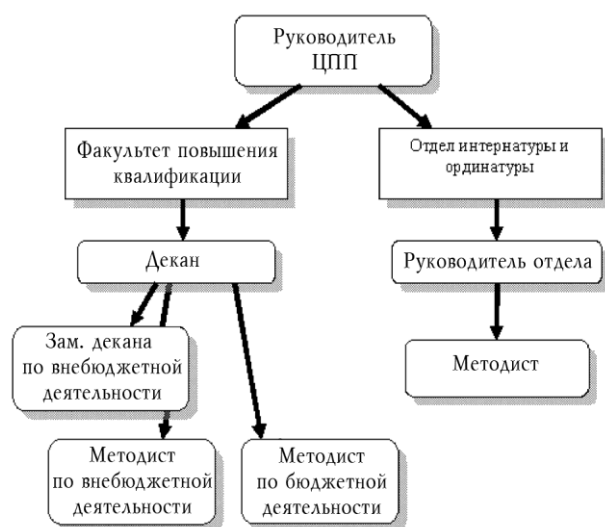 Руководитель
ЦПП
Факультет повышения
квалификации
Отдел интернатуры и
ординатуры
Декан
Руководитель отдела
Зам. декана
по внебюджетной
деятельности
Методист
Методист
по внебюджетной
деятельности
Методист
по бюджетной
деятельности